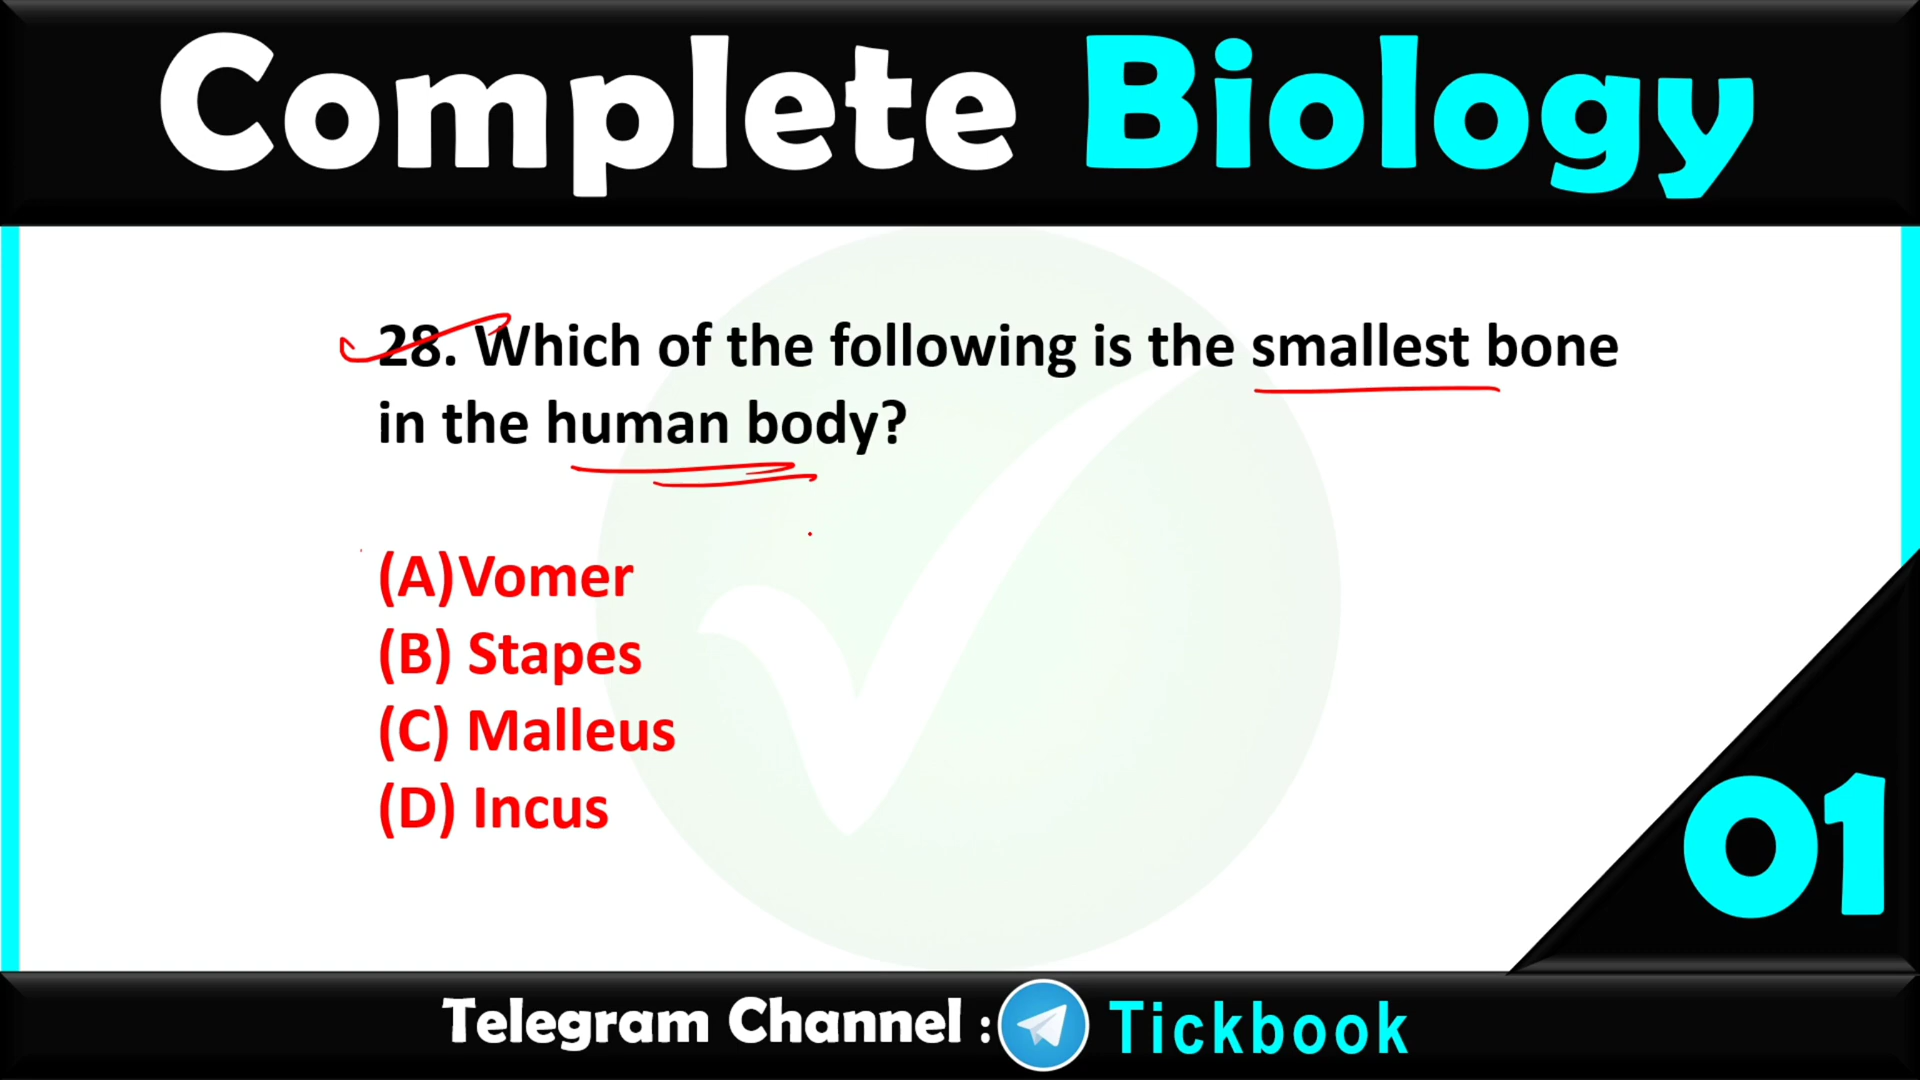 Complete Biology
28. Which of the following is the smallest bone
in the human body?
(A)Vomer
(B) Stapes
(C) Malleus
(D) Incus
01
Telegram Channel : Tickbook